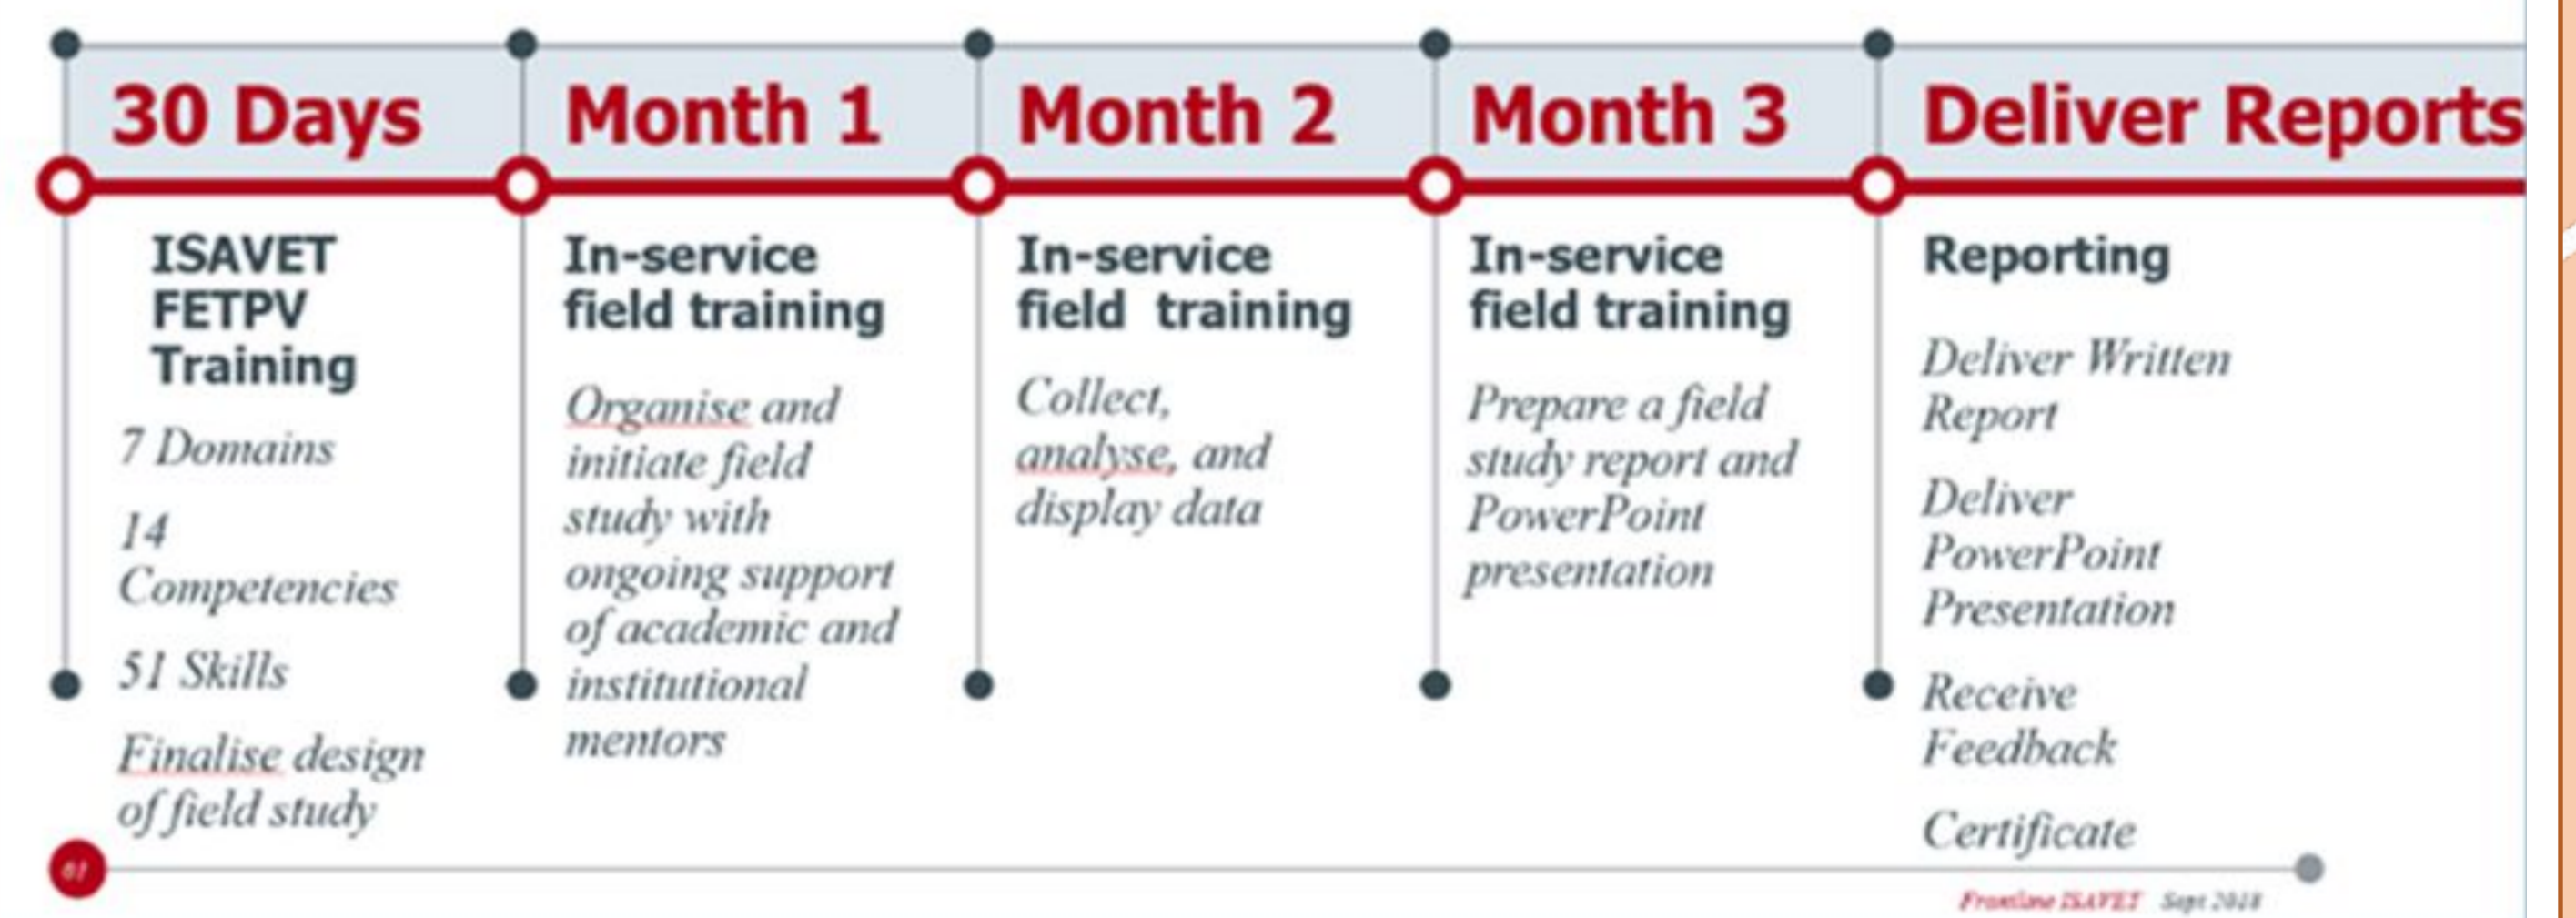 30 Days
Month 1
Month 2
Month 3
Deliver Reports
ISAVET
FETPV
Training
7 Domains
14
Competencies
51 Skills
Finalise design
of field study
In-service
field training
Organise and
initiate field
study with
ongoing support
of academic and
institutional
mentors
In-service
field training
Collect,
analyse, and
display data
In-service
field training
Prepare a field
study report and
PowerPoint
presentation
Reporting
Deliver Written
Report
Deliver
PowerPoint
Presentation
Receive
Feedback
Certificate
Frontline ISAVET Sept 2018